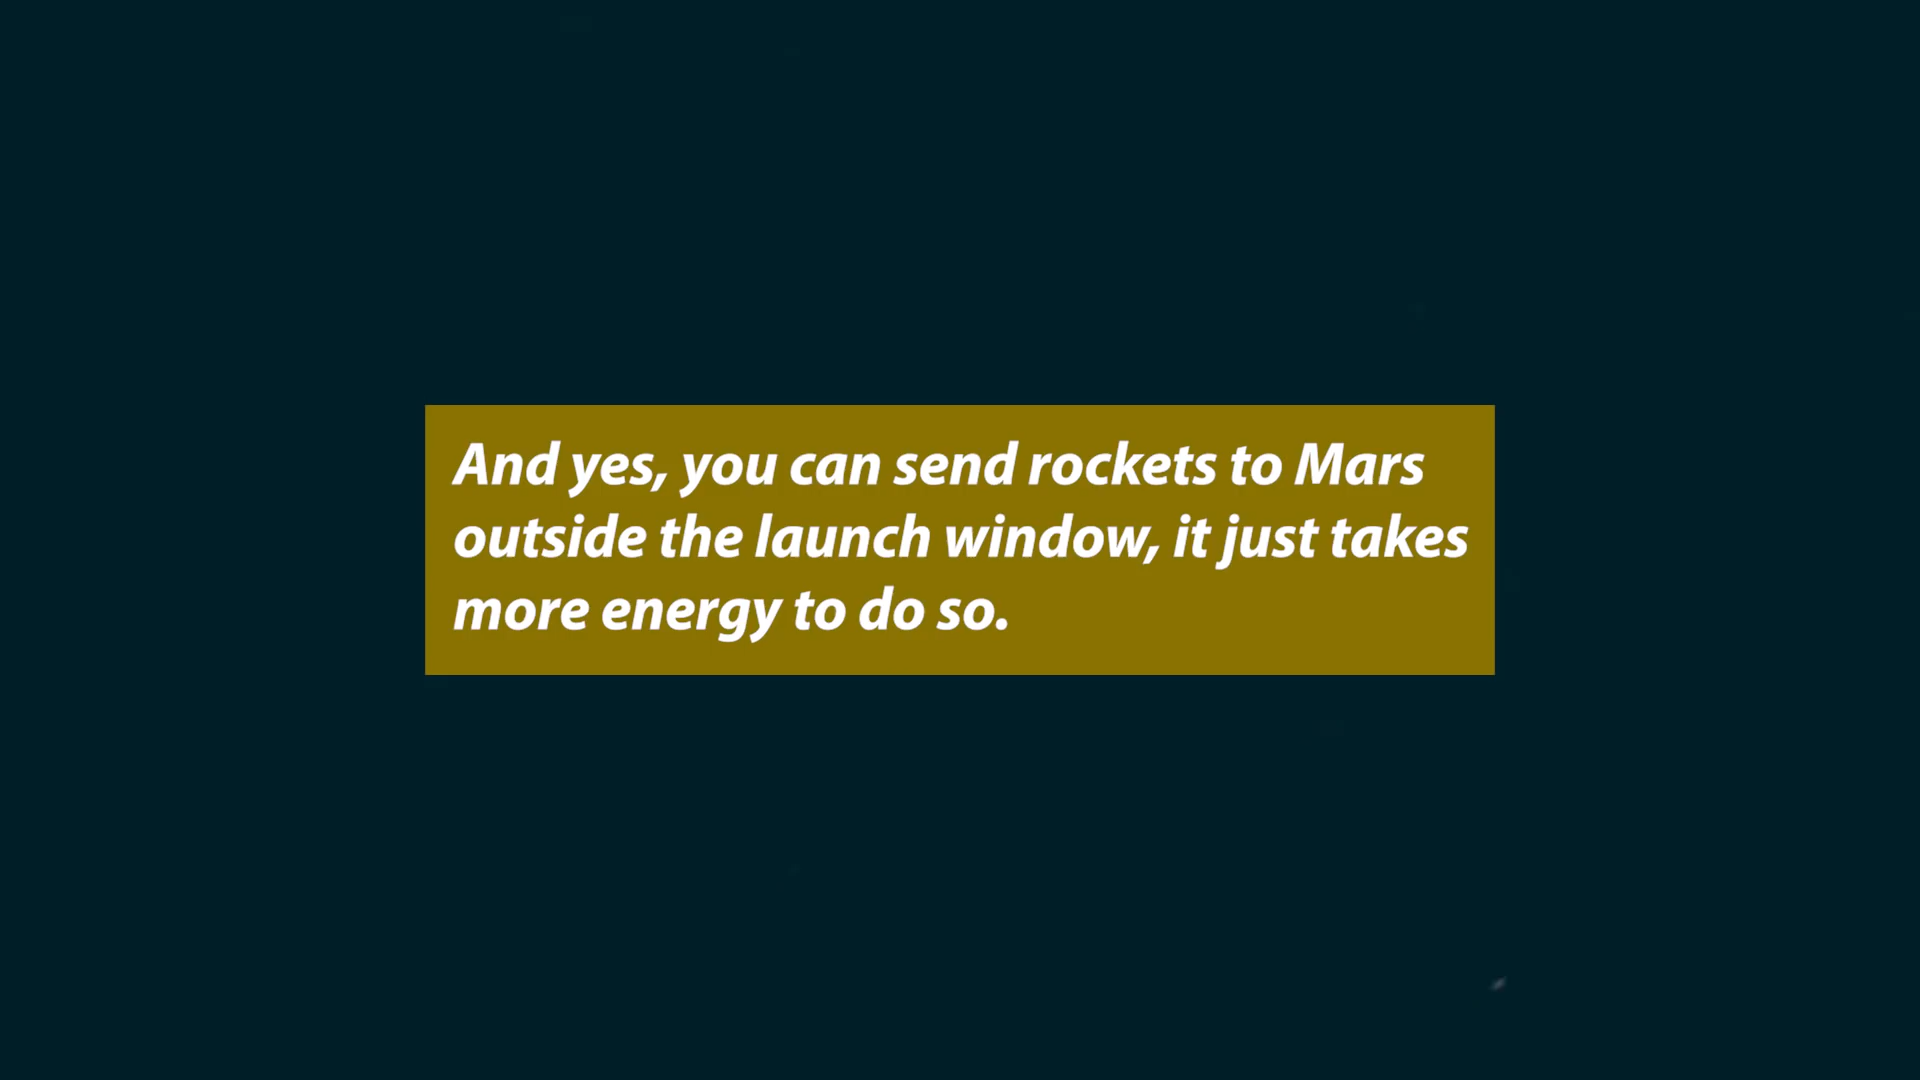 And yes, you can send rockets to Mars
outside the launch window, it just takes
more energy to do so.